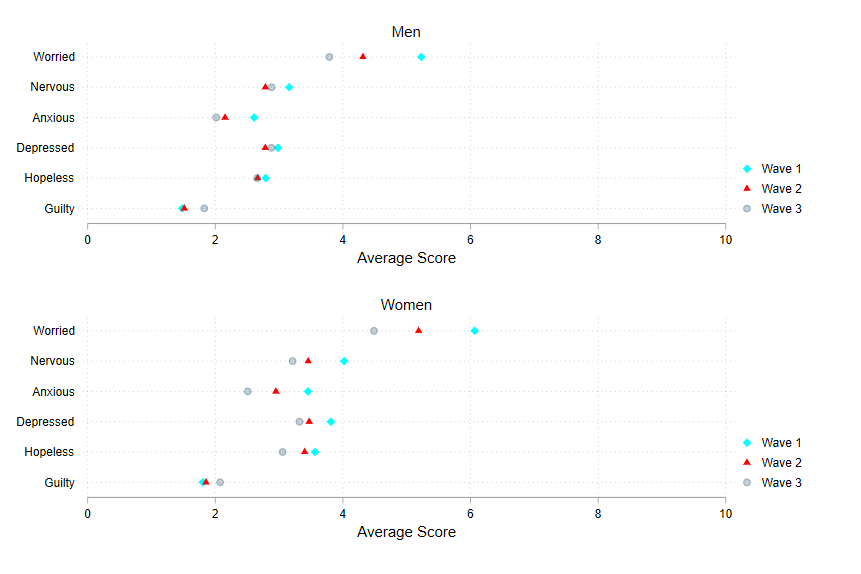 Men
Worried
Nervous
Anxious
Depressed
Hopeless
Guilty
0 2 4 6 8 10
Average Score
Wave 1
Wave 2
Wave 3
Women
Worried
Nervous
Anxious
Depressed
Hopeless
Guilty
0 2 4 6 8 10
Average Score
Wave 1
Wave 2
Wave 3